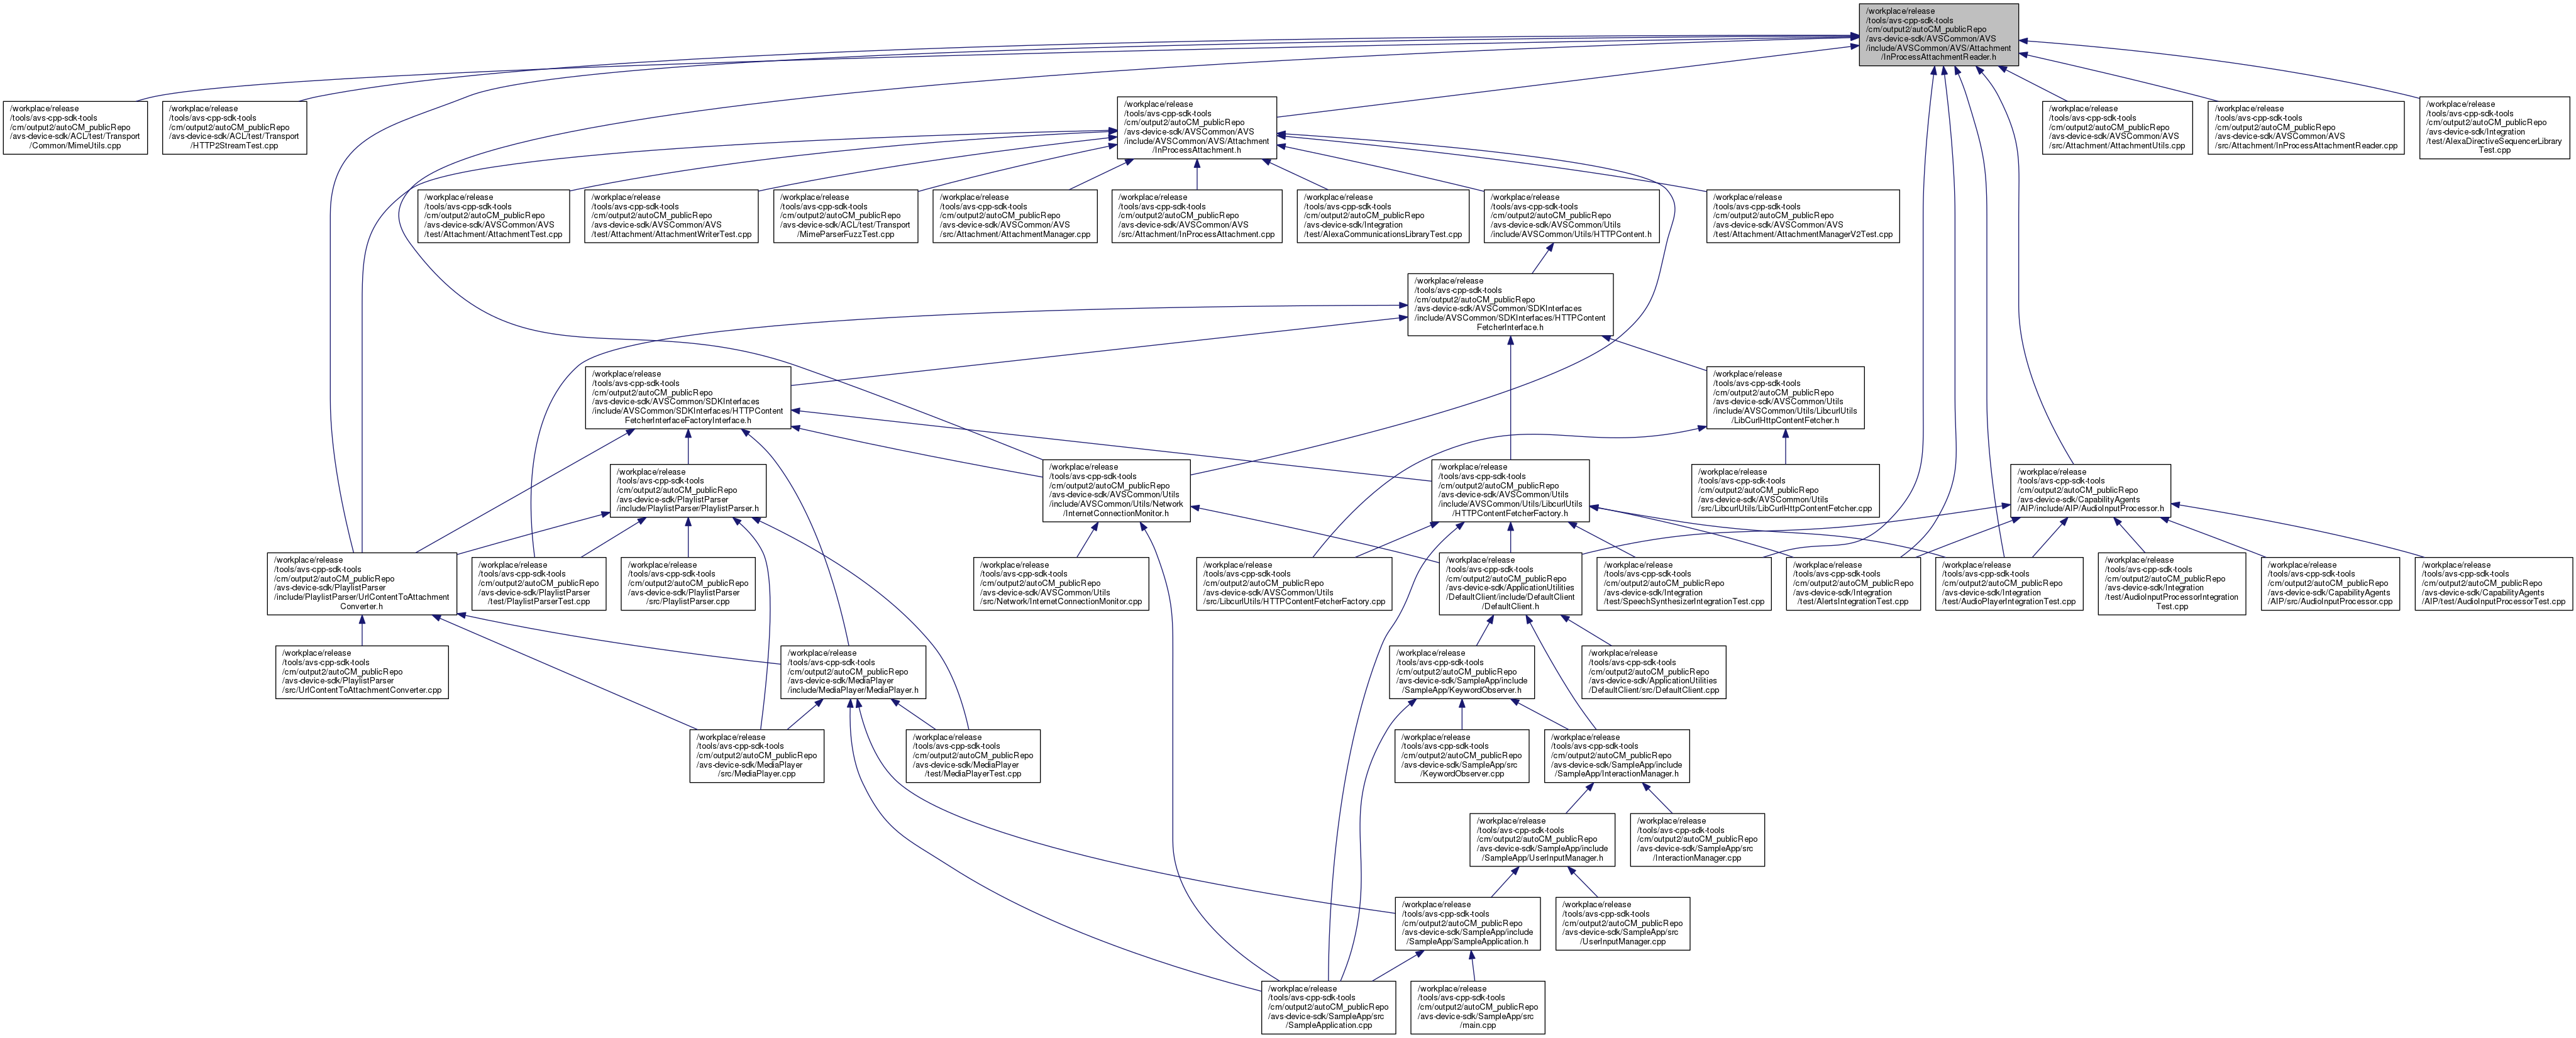 /workplace/release
/tools/avs-cpp-sdk-tools
/cm/output2/autoCM_publicRepo
/avs-device-sdk/AVSCommon/AVS
/include/AVSCommon/AVS/Attachment
/InProcessAttachmentReader.h
/workplace/release
/tools/avs-cpp-sdk-tools
/cm/output2/autoCM_publicRepo
/avs-device-sdk/ACL/test/Transport
/Common/MimeUtils.cpp
/workplace/release
/tools/avs-cpp-sdk-tools
/cm/output2/autoCM_publicRepo
/avs-device-sdk/ACL/test/Transport
/HTTP2StreamTest.cpp
/workplace/release
/tools/avs-cpp-sdk-tools
/cm/output2/autoCM_publicRepo
/avs-device-sdk/AVSCommon/AVS
/include/AVSCommon/AVS/Attachment
/InProcessAttachment.h
/workplace/release
/tools/avs-cpp-sdk-tools
/cm/output2/autoCM_publicRepo
/avs-device-sdk/AVSCommon/AVS
/src/Attachment/AttachmentUtils.cpp
/workplace/release
/tools/avs-cpp-sdk-tools
/cm/output2/autoCM_publicRepo
/avs-device-sdk/AVSCommon/AVS
/src/Attachment/InProcessAttachmentReader.cpp
/workplace/release
/tools/avs-cpp-sdk-tools
/cm/output2/autoCM_publicRepo
/avs-device-sdk/Integration
/test/AlexaDirectiveSequencerLibrary
Test.cpp
/workplace/release
/tools/avs-cpp-sdk-tools
/cm/output2/autoCM_publicRepo
/avs-device-sdk/AVSCommon/AVS
/test/Attachment/AttachmentTest.cpp
/workplace/release
/tools/avs-cpp-sdk-tools
/cm/output2/autoCM_publicRepo
/avs-device-sdk/AVSCommon/AVS
/test/Attachment/AttachmentWriterTest.cpp
/workplace/release
/tools/avs-cpp-sdk-tools
/cm/output2/autoCM_publicRepo
/avs-device-sdk/ACL/test/Transport
/MimeParserFuzzTest.cpp
/workplace/release
/tools/avs-cpp-sdk-tools
/cm/output2/autoCM_publicRepo
/avs-device-sdk/AVSCommon/AVS
/src/Attachment/AttachmentManager.cpp
/workplace/release
/tools/avs-cpp-sdk-tools
/cm/output2/autoCM_publicRepo
/avs-device-sdk/AVSCommon/AVS
/src/Attachment/InProcessAttachment.cpp
/workplace/release
/tools/avs-cpp-sdk-tools
/cm/output2/autoCM_publicRepo
/avs-device-sdk/Integration
/test/AlexaCommunicationsLibraryTest.cpp
/workplace/release
/tools/avs-cpp-sdk-tools
/cm/output2/autoCM_publicRepo
/avs-device-sdk/AVSCommon/Utils
/include/AVSCommon/Utils/HTTPContent.h
/workplace/release
/tools/avs-cpp-sdk-tools
/cm/output2/autoCM_publicRepo
/avs-device-sdk/AVSCommon/AVS
/test/Attachment/AttachmentManagerV2Test.cpp
/workplace/release
/tools/avs-cpp-sdk-tools
/cm/output2/autoCM_publicRepo
/avs-device-sdk/AVSCommon/SDKInterfaces
/include/AVSCommon/SDKInterfaces/HTTPContent
FetcherInterface.h
/workplace/release
/tools/avs-cpp-sdk-tools
/cm/output2/autoCM_publicRepo
/avs-device-sdk/AVSCommon/SDKInterfaces
/include/AVSCommon/SDKInterfaces/HTTPContent
FetcherInterfaceFactoryInterface.h
/workplace/release
/tools/avs-cpp-sdk-tools
/cm/output2/autoCM_publicRepo
/avs-device-sdk/AVSCommon/Utils
/include/AVSCommon/Utils/LibcurlUtils
/LibCurlHttpContentFetcher.h
/workplace/release
/tools/avs-cpp-sdk-tools
/cm/output2/autoCM_publicRepo
/avs-device-sdk/PlaylistParser
/include/PlaylistParser/PlaylistParser.h
/workplace/release
/tools/avs-cpp-sdk-tools
/cm/output2/autoCM_publicRepo
/avs-device-sdk/AVSCommon/Utils
/include/AVSCommon/Utils/Network
/InternetConnectionMonitor.h
/workplace/release
/tools/avs-cpp-sdk-tools
/cm/output2/autoCM_publicRepo
/avs-device-sdk/AVSCommon/Utils
/include/AVSCommon/Utils/LibcurlUtils
/HTTPContentFetcherFactory.h
/workplace/release
/tools/avs-cpp-sdk-tools
/cm/output2/autoCM_publicRepo
/avs-device-sdk/AVSCommon/Utils
/src/LibcurlUtils/LibCurlHttpContentFetcher.cpp
/workplace/release
/tools/avs-cpp-sdk-tools
/cm/output2/autoCM_publicRepo
/avs-device-sdk/CapabilityAgents
/AIP/include/AIP/AudioInputProcessor.h
/workplace/release
/tools/avs-cpp-sdk-tools
/cm/output2/autoCM_publicRepo
/avs-device-sdk/PlaylistParser
/include/PlaylistParser/UrlContentToAttachment
Converter.h
/workplace/release
/tools/avs-cpp-sdk-tools
/cm/output2/autoCM_publicRepo
/avs-device-sdk/PlaylistParser
/test/PlaylistParserTest.cpp
/workplace/release
/tools/avs-cpp-sdk-tools
/cm/output2/autoCM_publicRepo
/avs-device-sdk/PlaylistParser
/src/PlaylistParser.cpp
/workplace/release
/tools/avs-cpp-sdk-tools
/cm/output2/autoCM_publicRepo
/avs-device-sdk/AVSCommon/Utils
/src/Network/InternetConnectionMonitor.cpp
/workplace/release
/tools/avs-cpp-sdk-tools
/cm/output2/autoCM_publicRepo
/avs-device-sdk/AVSCommon/Utils
/src/LibcurlUtils/HTTPContentFetcherFactory.cpp
/workplace/release
/tools/avs-cpp-sdk-tools
/cm/output2/autoCM_publicRepo
/avs-device-sdk/ApplicationUtilities
/DefaultClient/include/DefaultClient
/DefaultClient.h
/workplace/release
/tools/avs-cpp-sdk-tools
/cm/output2/autoCM_publicRepo
/avs-device-sdk/Integration
/test/SpeechSynthesizerIntegrationTest.cpp
/workplace/release
/tools/avs-cpp-sdk-tools
/cm/output2/autoCM_publicRepo
/avs-device-sdk/Integration
/test/AlertsIntegrationTest.cpp
/workplace/release
/tools/avs-cpp-sdk-tools
/cm/output2/autoCM_publicRepo
/avs-device-sdk/Integration
/test/AudioPlayerIntegrationTest.cpp
/workplace/release
/tools/avs-cpp-sdk-tools
/cm/output2/autoCM_publicRepo
/avs-device-sdk/Integration
/test/AudioInputProcessorIntegration
Test.cpp
/workplace/release
/tools/avs-cpp-sdk-tools
/cm/output2/autoCM_publicRepo
/avs-device-sdk/CapabilityAgents
/AIP/src/AudioInputProcessor.cpp
/workplace/release
/tools/avs-cpp-sdk-tools
/cm/output2/autoCM_publicRepo
/avs-device-sdk/CapabilityAgents
/AIP/test/AudioInputProcessorTest.cpp
/workplace/release
/tools/avs-cpp-sdk-tools
/cm/output2/autoCM_publicRepo
/avs-device-sdk/PlaylistParser
/src/UrlContentToAttachmentConverter.cpp
/workplace/release
/tools/avs-cpp-sdk-tools
/cm/output2/autoCM_publicRepo
/avs-device-sdk/MediaPlayer
/include/MediaPlayer/MediaPlayer.h
/workplace/release
/tools/avs-cpp-sdk-tools
/cm/output2/autoCM_publicRepo
/avs-device-sdk/SampleApp/include
/SampleApp/KeywordObserver.h
/workplace/release
/tools/avs-cpp-sdk-tools
/cm/output2/autoCM_publicRepo
/avs-device-sdk/ApplicationUtilities
/DefaultClient/src/DefaultClient.cpp
/workplace/release
/tools/avs-cpp-sdk-tools
/cm/output2/autoCM_publicRepo
/avs-device-sdk/MediaPlayer
/src/MediaPlayer.cpp
/workplace/release
/tools/avs-cpp-sdk-tools
/cm/output2/autoCM_publicRepo
/avs-device-sdk/MediaPlayer
/test/MediaPlayerTest.cpp
/workplace/release
/tools/avs-cpp-sdk-tools
/cm/output2/autoCM_publicRepo
/avs-device-sdk/SampleApp/src
/KeywordObserver.cpp
/workplace/release
/tools/avs-cpp-sdk-tools
/cm/output2/autoCM_publicRepo
/avs-device-sdk/SampleApp/include
/SampleApp/InteractionManager.h
/workplace/release
/tools/avs-cpp-sdk-tools
/cm/output2/autoCM_publicRepo
/avs-device-sdk/SampleApp/include
/SampleApp/UserInputManager.h
/workplace/release
/tools/avs-cpp-sdk-tools
/cm/output2/autoCM_publicRepo
/avs-device-sdk/SampleApp/src
/InteractionManager.cpp
/workplace/release
/tools/avs-cpp-sdk-tools
/cm/output2/autoCM_publicRepo
/avs-device-sdk/SampleApp/include
/SampleApp/SampleApplication.h
/workplace/release
/tools/avs-cpp-sdk-tools
/cm/output2/autoCM_publicRepo
/avs-device-sdk/SampleApp/src
/UserInputManager.cpp
/workplace/release
/tools/avs-cpp-sdk-tools
/cm/output2/autoCM_publicRepo
/avs-device-sdk/SampleApp/src
/SampleApplication.cpp
/workplace/release
/tools/avs-cpp-sdk-tools
/cm/output2/autoCM_publicRepo
/avs-device-sdk/SampleApp/src
/main.cpp